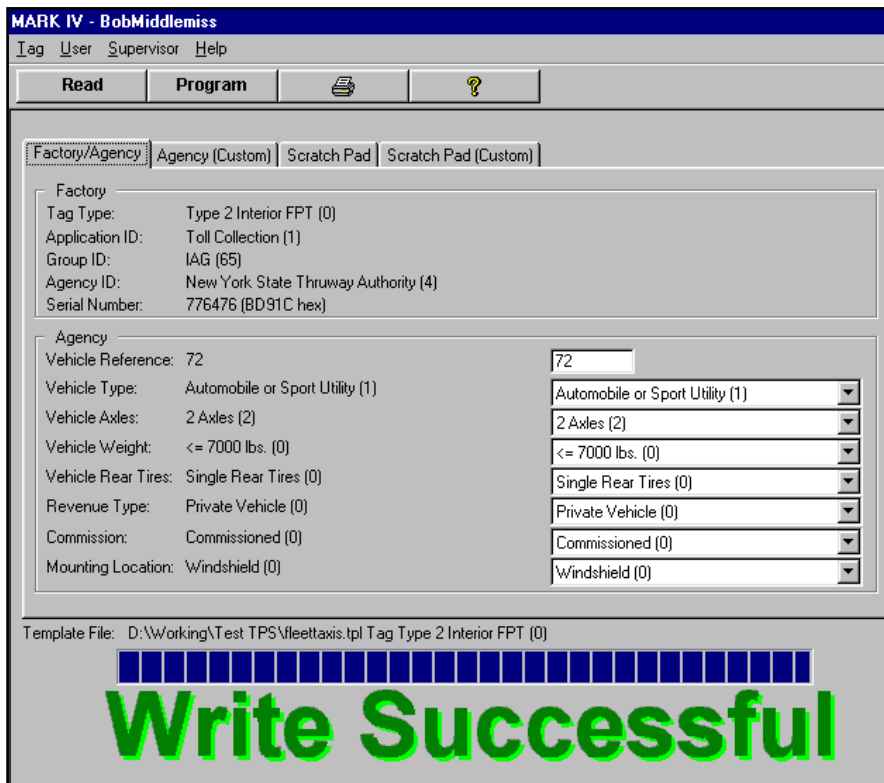 MARK IV - BobMiddlemiss
Tag User Supervisor Help
Read Program ?
Factory/Agency Agency (Custom) Scratch Pad Scratch Pad (Custom)
Factory
Tag Type: Type 2 Interior FPT (0)
Application ID: Toll Collection (1)
Group ID: IAG (65)
Agency ID: New York State Thruway Authority (4)
Serial Number: 776476 (BD91C hex)
Agency
Vehicle Reference: 72 72
Vehicle Type: Automobile or Sport Utility (1) Automobile or Sport Utility (1)
Vehicle Axles: 2 Axles (2) 2 Axles (2)
Vehicle Weight: <= 7000 lbs. (0) <= 7000 lbs. (0)
Vehicle Rear Tires: Single Rear Tires (0) Single Rear Tires (0)
Revenue Type: Private Vehicle (0) Private Vehicle (0)
Commission: Commissioned (0) Commissioned (0)
Mounting Location: Windshield (0) Windshield (0)
Template File: D:\Working\Test TPS\fleettaxis.tpl Tag Type 2 Interior FPT (0)
Write Successful